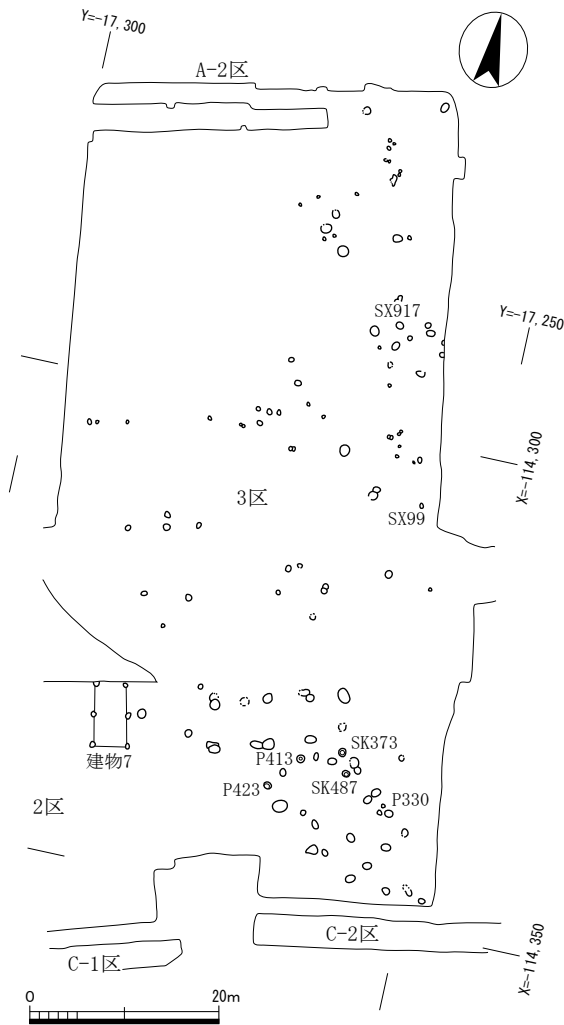 Y=-17,300
A-2区
SX917
Y=-17,250
X=-114,300
3区
SX99
建物7
P413
SK373
P423
SK487
P330
2区
C-2区
C-1区
X=-114,350
0
20m